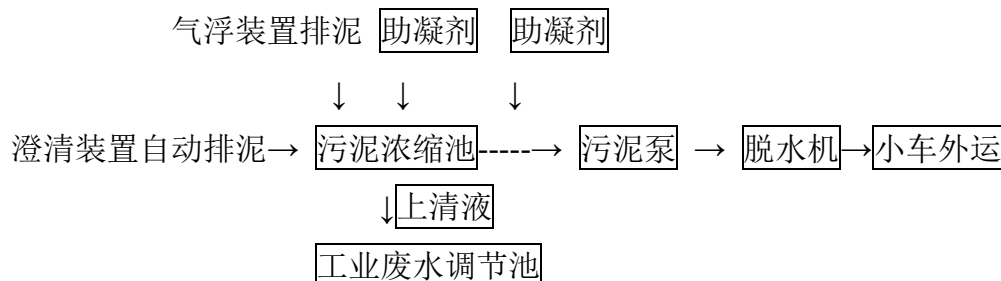 气浮装置排泥 助凝剂 助凝剂
↓ ↓ ↓
澄清装置自动排泥→ 污泥浓缩池-----→ 污泥泵 → 脱水机→小车外运
↓上清液
工业废水调节池